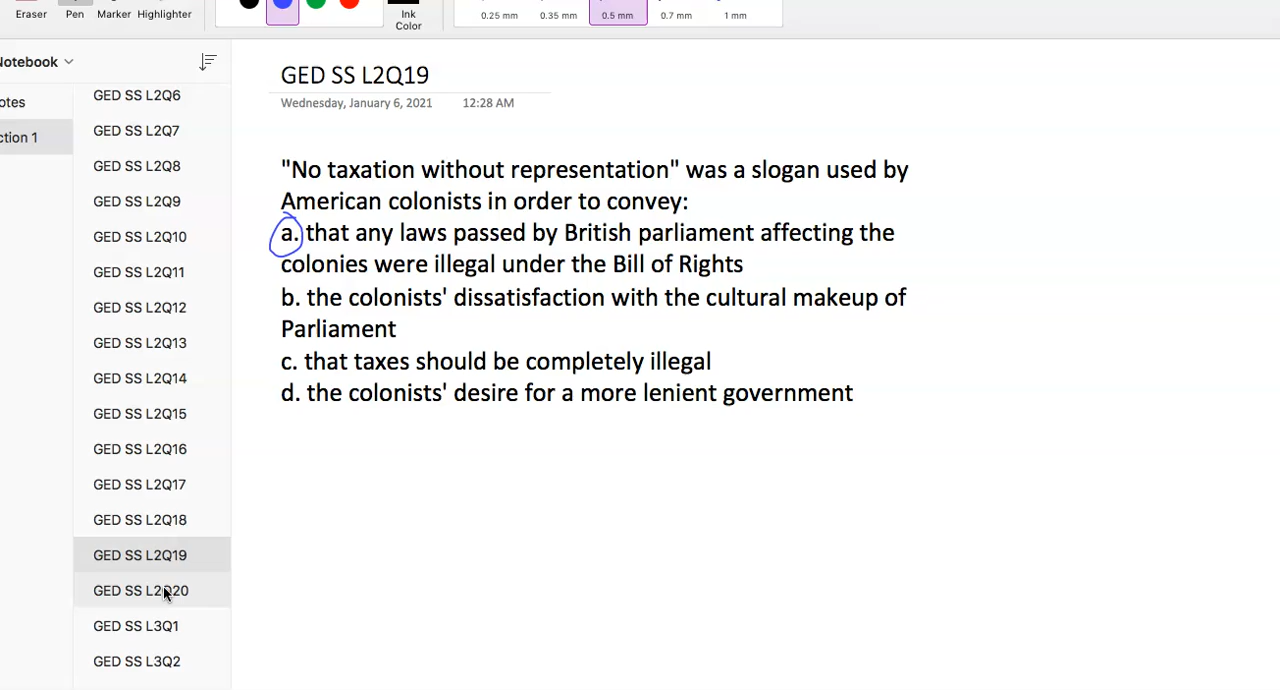 Eraser
Pen
Marker
Highlighter
Ink
Color
0.25 mm
0.35 mm
0.5 mm
0.7 mm
1 mm
Notebook
otes
ction 1
GED SS L2Q6
GED SS L2Q7
GED SS L2Q8
GED SS L2Q9
GED SS L2Q10
GED SS L2Q11
GED SS L2Q12
GED SS L2Q13
GED SS L2Q14
GED SS L2Q15
GED SS L2Q16
GED SS L2Q17
GED SS L2Q18
GED SS L2Q19
GED SS L2Q20
GED SS L3Q1
GED SS L3Q2
GED SS L2Q19
Wednesday, January 6, 2021 12:28 AM
"No taxation without representation" was a slogan used by
American colonists in order to convey:
a. that any laws passed by British parliament affecting the
colonies were illegal under the Bill of Rights
b. the colonists' dissatisfaction with the cultural makeup of
Parliament
c. that taxes should be completely illegal
d. the colonists' desire for a more lenient government